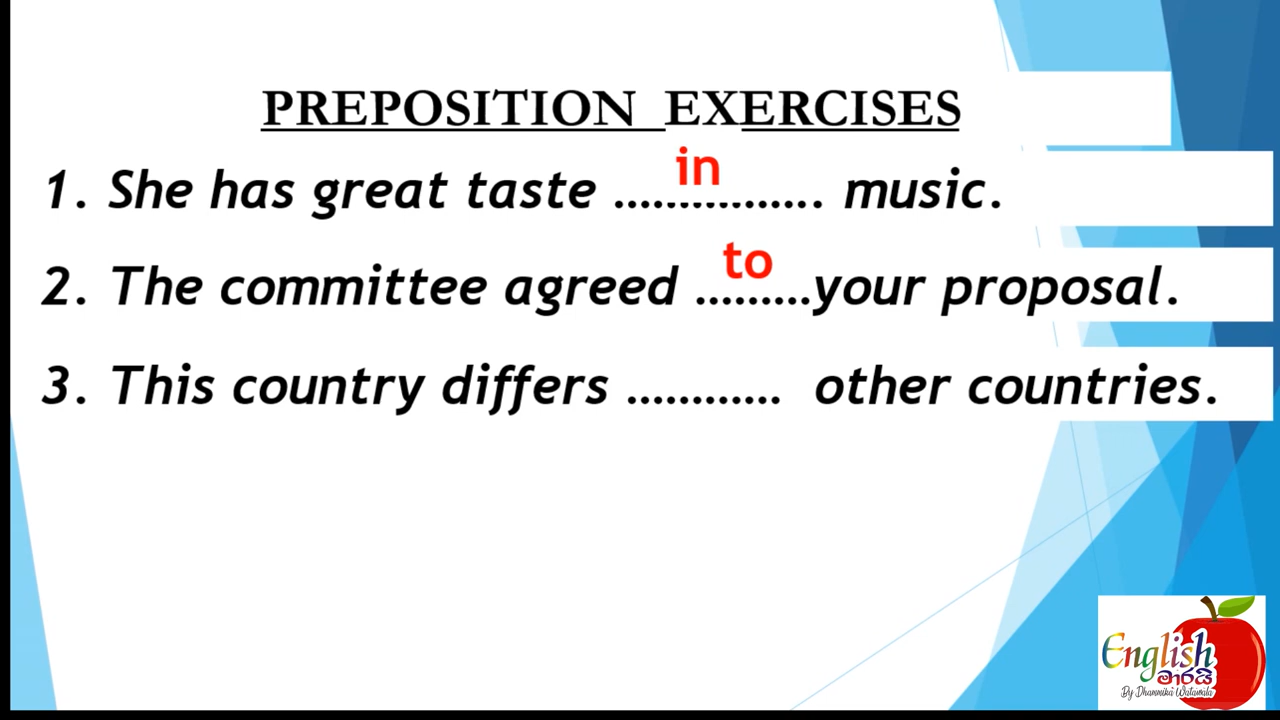 PREPOSITION EXERCISES
in
1. She has great taste ................ music.
to
2. The committee agreed .........your proposal.
3. This country differs ............ other countries.
English
මාරයි
By Dhammika Watawala